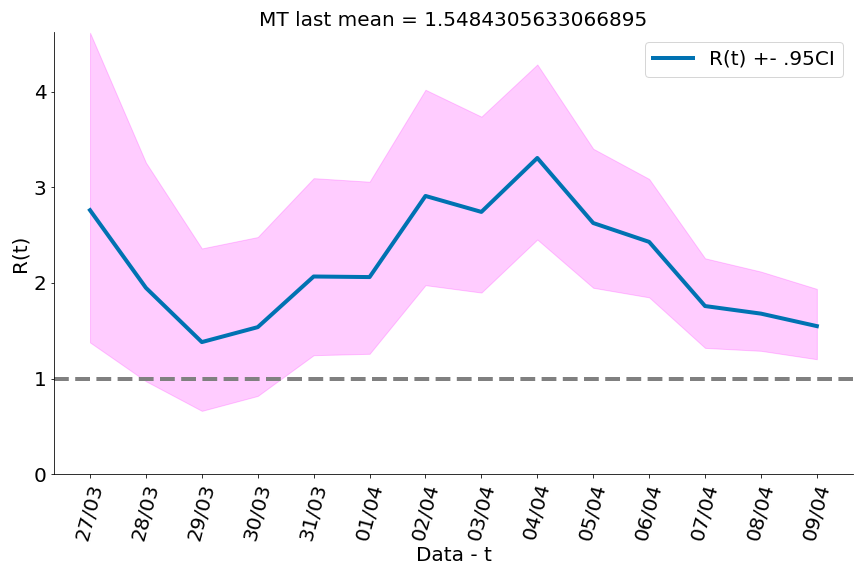 MT last mean = 1.5484305633066895
R(t) +- .95CI
R(t)
4
3
2
1
0
27/03 28/03 29/03 30/03 31/03 01/04 02/04 03/04 04/04 05/04 06/04 07/04 08/04 09/04
Data - t